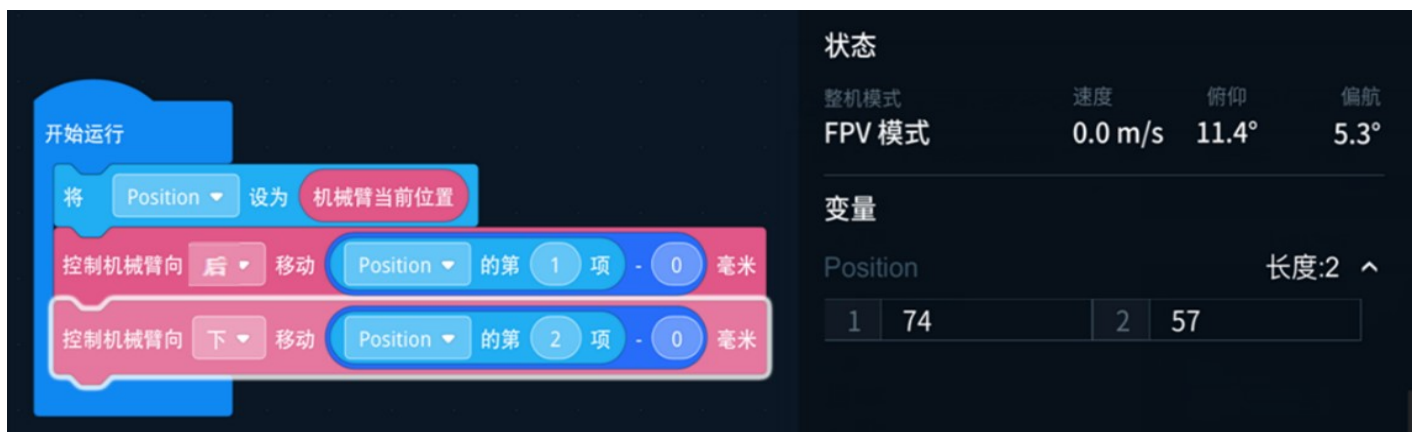 开始运行
将 Position 设为 机械臂当前位置
控制机械臂向 后 移动 Position 的第 1 项 - 0 毫米
控制机械臂向 下 移动 Position 的第 2 项 - 0 毫米
状态
整机模式 速度 俯仰 偏航
FPV 模式 0.0 m/s 11.4° 5.3°
变量
Position 长度:2
1 74 2 57